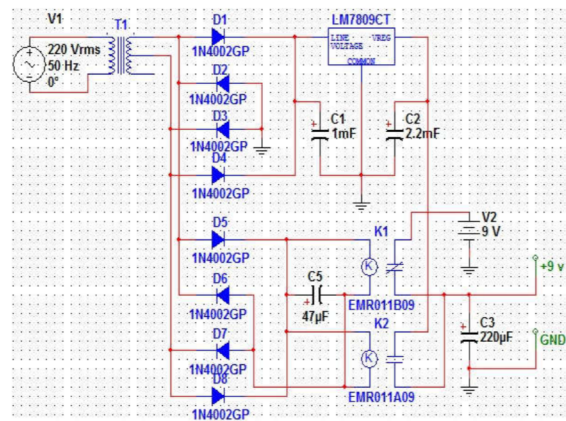 V1
T1
220 Vrms
50 Hz
0°
D1
1N4002GP
D2
1N4002GP
D3
1N4002GP
D4
1N4002GP
LM7809CT
LINE VREG
VOLTAGE
COMMON
C1
1mF
C2
2.2mF
D5
1N4002GP
D6
1N4002GP
D7
1N4002GP
D8
1N4002GP
C5
47µF
K1
K
EMR011B09
K2
K
EMR011A09
V2
9 V
+9 v
C3
220µF
GND